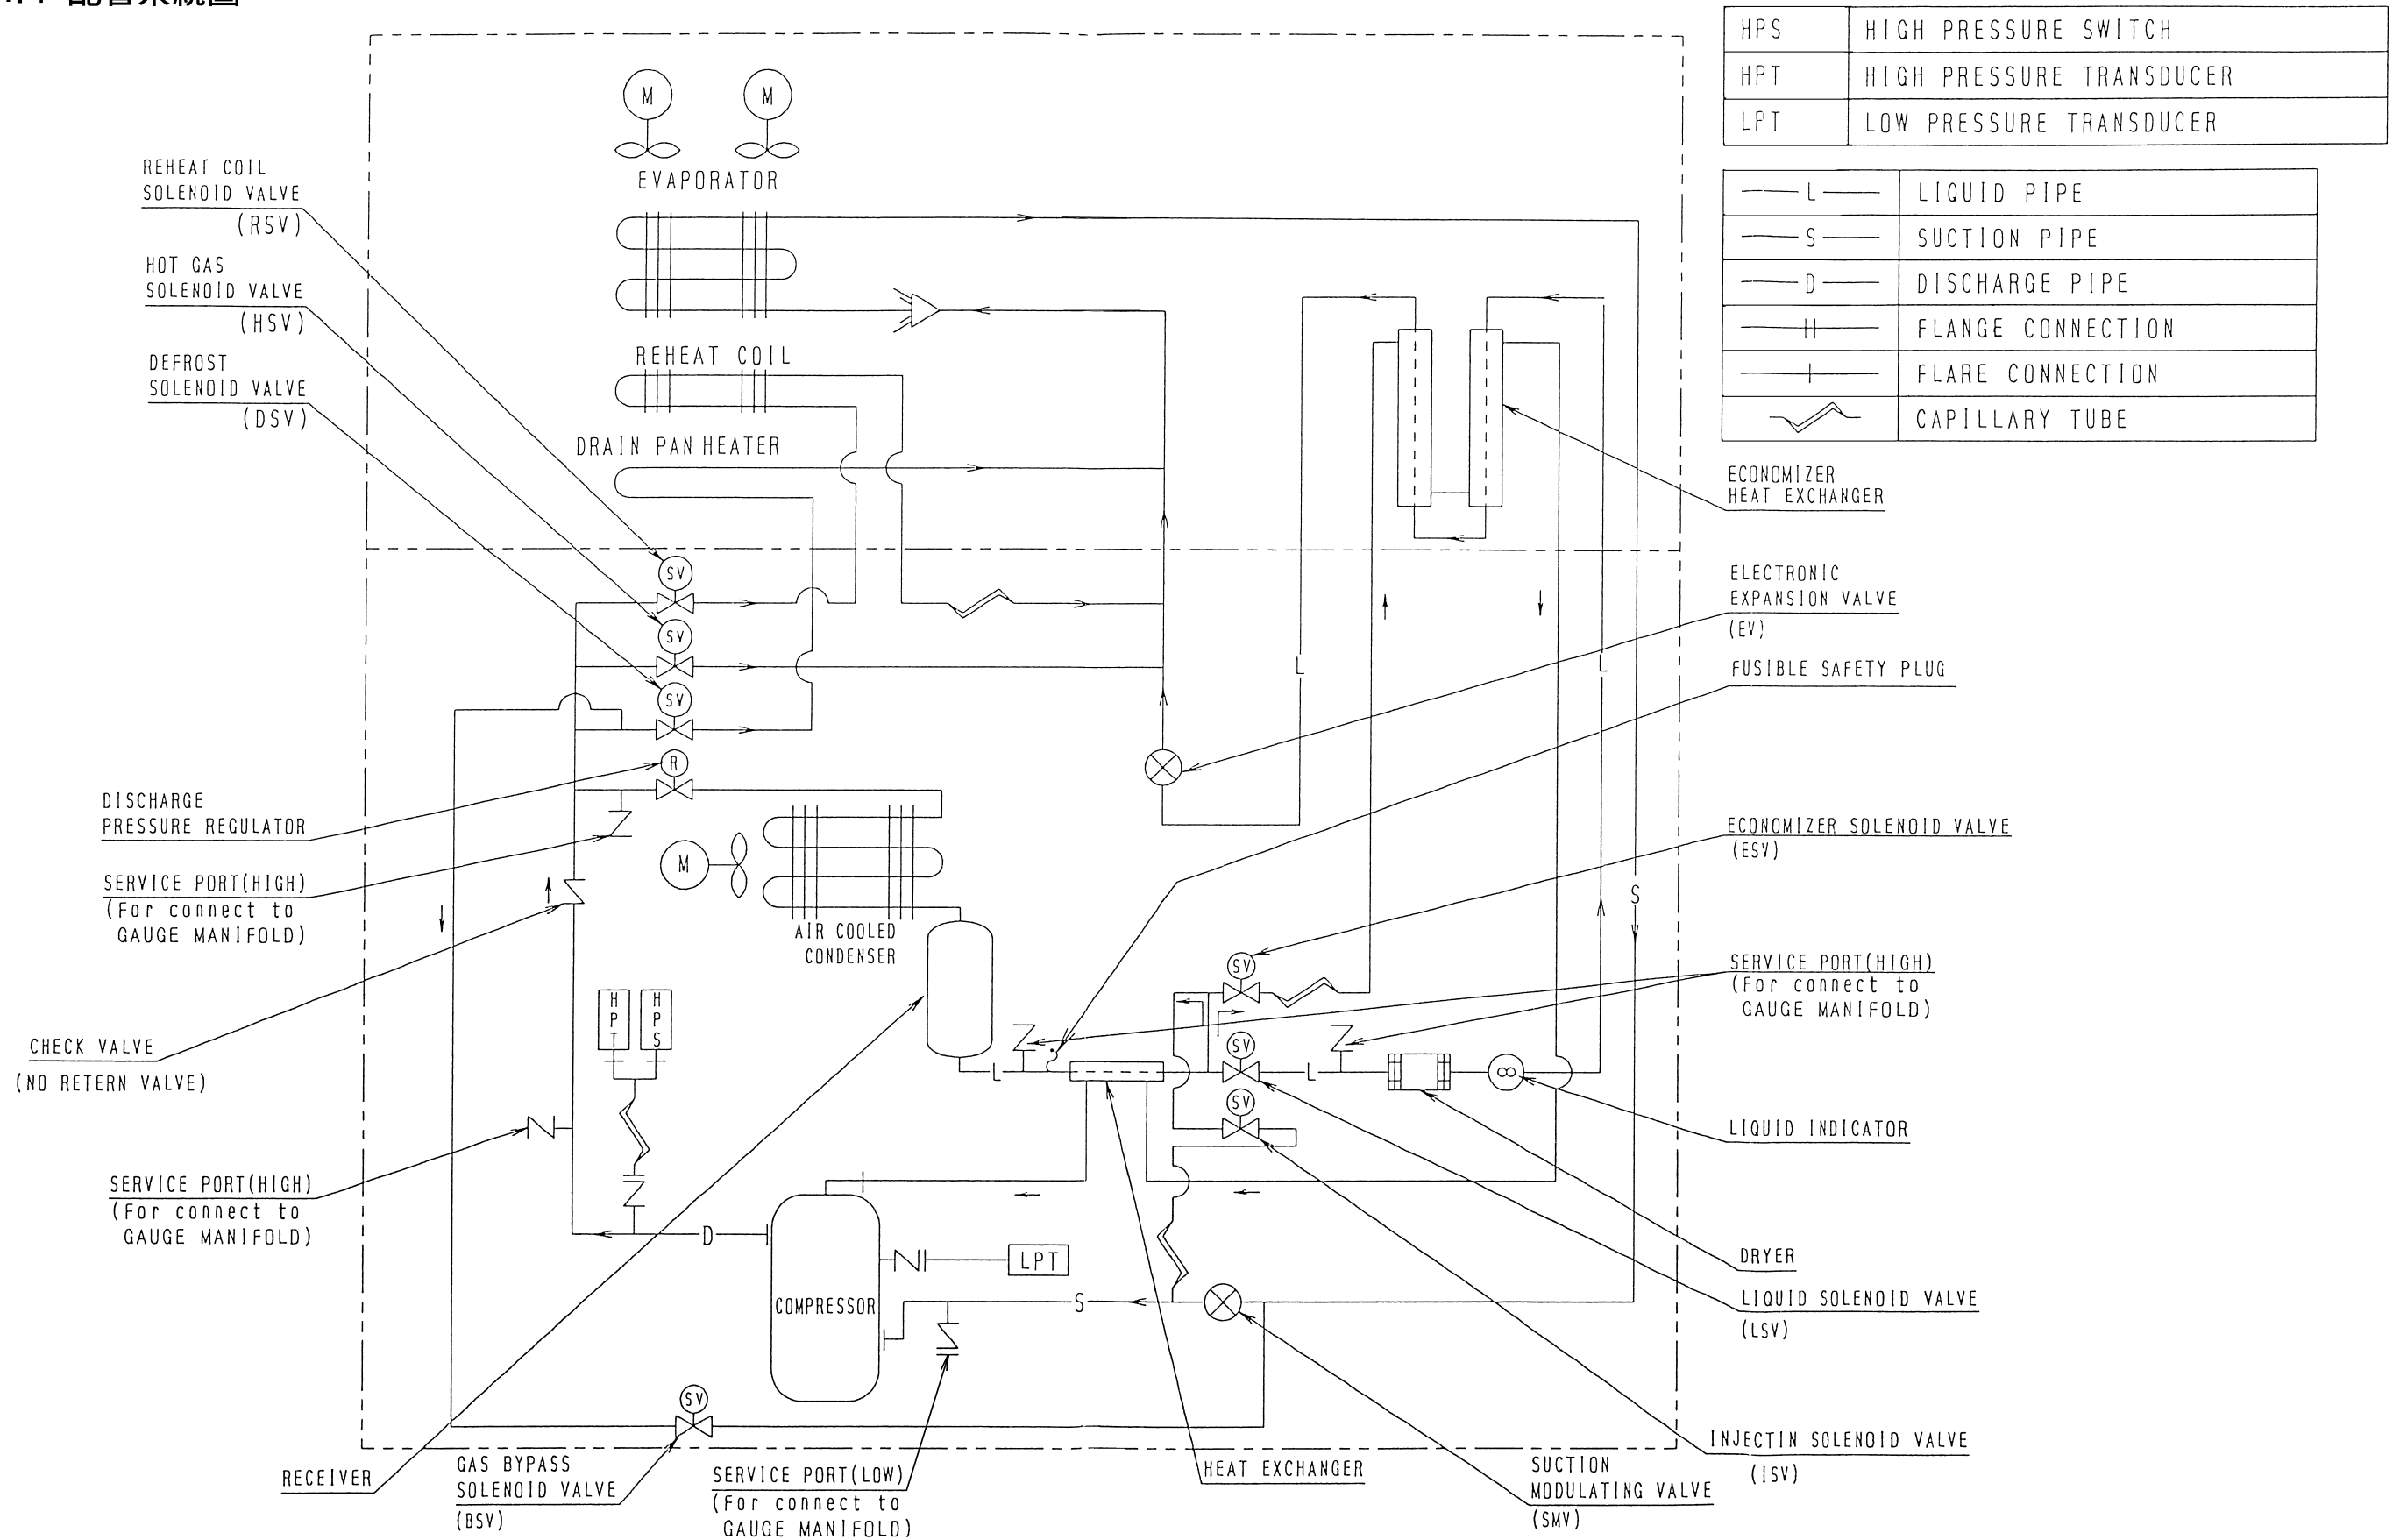 配管系統図
HPS HIGH PRESSURE SWITCH
HPT HIGH PRESSURE TRANSDUCER
LPT LOW PRESSURE TRANSDUCER
L LIQUID PIPE
S SUCTION PIPE
D DISCHARGE PIPE
FLANGE CONNECTION
FLARE CONNECTION
CAPILLARY TUBE
M M
EVAPORATOR
REHEAT COIL
SOLENOID VALVE
(RSV)
HOT GAS
SOLENOID VALVE
(HSV)
DEFROST
SOLENOID VALVE
(DSV)
REHEAT COIL
DRAIN PAN HEATER
ECONOMIZER
HEAT EXCHANGER
SV
SV
SV
R
ELECTRONIC
EXPANSION VALVE
(EV)
L L
FUSIBLE SAFETY PLUG
DISCHARGE
PRESSURE REGULATOR
ECONOMIZER SOLENOID VALVE
(ESV)
M
SERVICE PORT(HIGH)
(For connect to
GAUGE MANIFOLD)
S
AIR COOLED
CONDENSER
SV
SERVICE PORT(HIGH)
(For connect to
GAUGE MANIFOLD)
HPT HPS
CHECK VALVE
(NO RETERN VALVE)
L
SV
L
SV
LIQUID INDICATOR
SERVICE PORT(HIGH)
(For connect to
GAUGE MANIFOLD)
D
LPT
COMPRESSOR
S
DRYER
LIQUID SOLENOID VALVE
(LSV)
SV
INJECTIN SOLENOID VALVE
(ISV)
RECEIVER
GAS BYPASS
SOLENOID VALVE
(BSV)
SERVICE PORT(LOW)
(For connect to
GAUGE MANIFOLD)
HEAT EXCHANGER
SUCTION
MODULATING VALVE
(SMV)